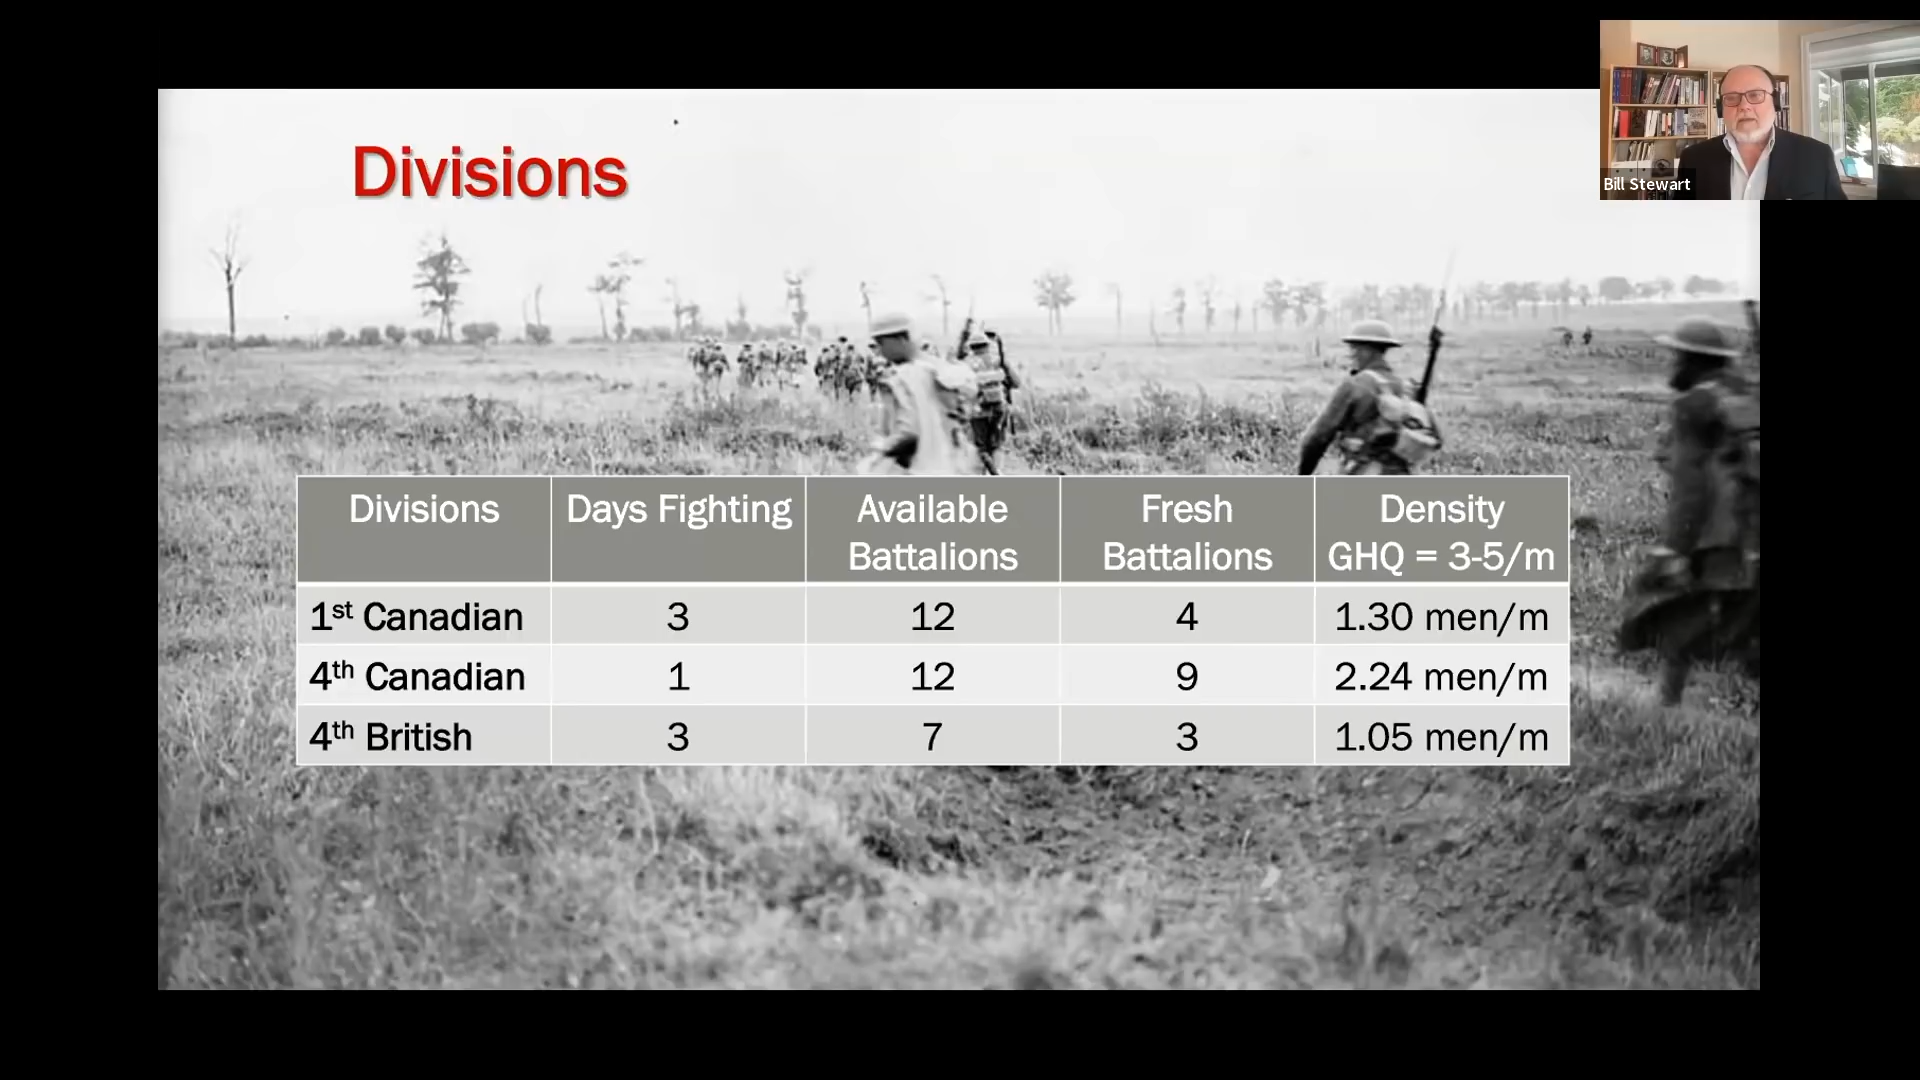 Divisions
Bill Stewart
Divisions Days Fighting Available Battalions Fresh Battalions Density GHQ = 3-5/m
1st Canadian 3 12 4 1.30 men/m
4th Canadian 1 12 9 2.24 men/m
4th British 3 7 3 1.05 men/m